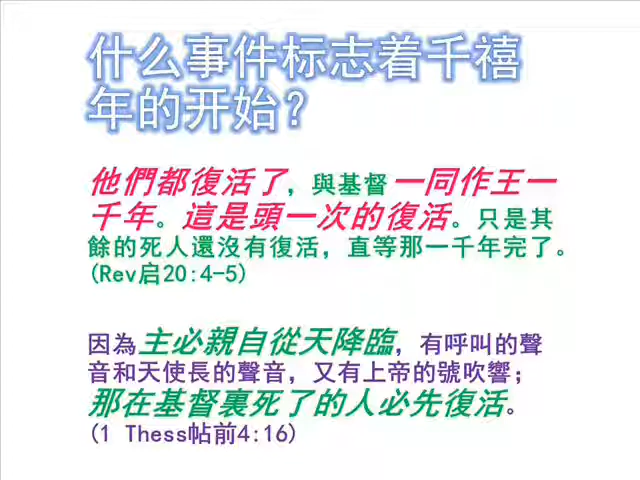 什么事件标志着千禧
年的开始？
他們都復活了，與基督一同作王一
千年。這是頭一次的復活。只是其
餘的死人還沒有復活，直等那一千年完了。
(Rev启20:4-5)
因為主必親自從天降臨，有呼叫的聲
音和天使長的聲音，又有上帝的號吹響；
那在基督裏死了的人必先復活。
(1 Thess帖前4:16)